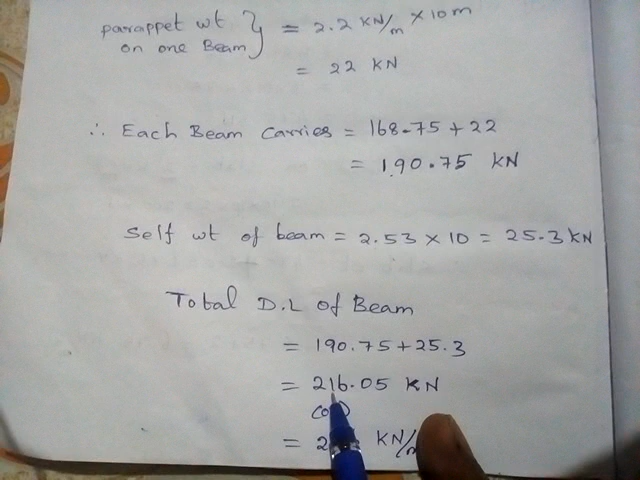 parappet wt } = 2.2 KN/m × 10 m
on one Beam
= 22 KN
∴ Each Beam Carries = 168.75 + 22
= 190.75 KN
Self wt of beam = 2.53 × 10 = 25.3 KN
Total D.L of Beam
= 190.75 + 25.3
= 216.05 KN
= KN/m